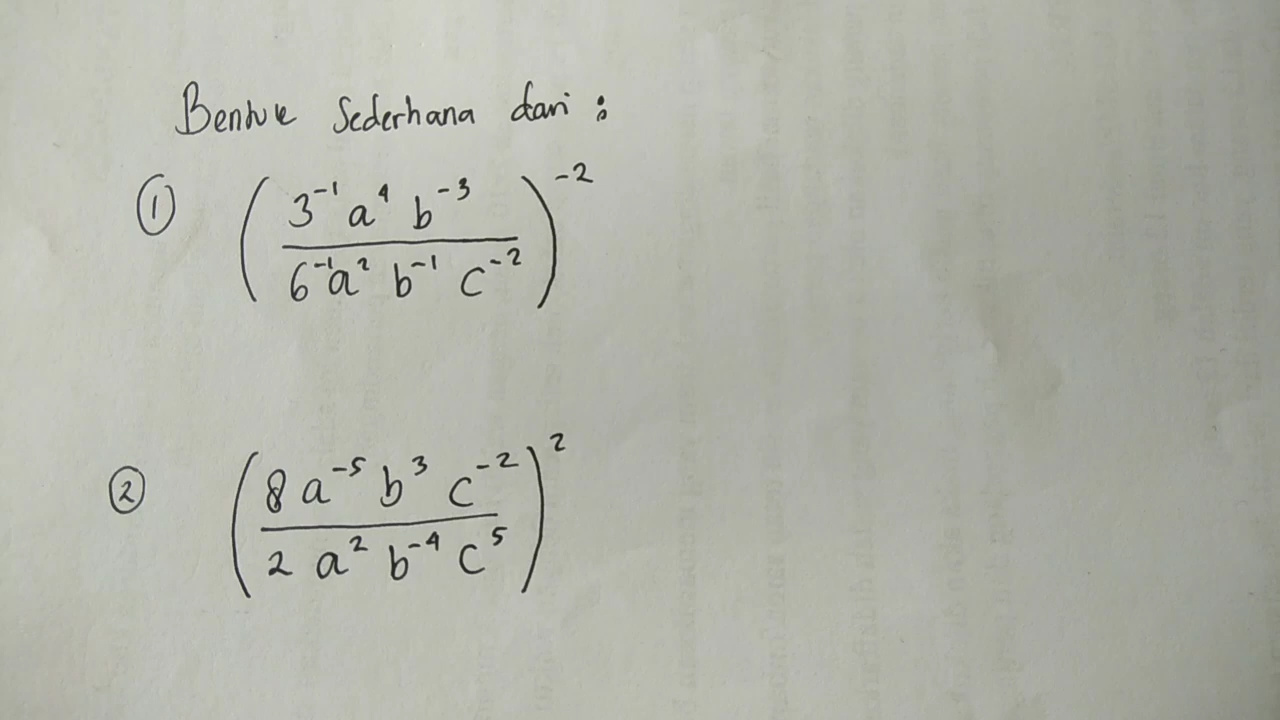 Bentuk Sederhana dari :
① ( 3⁻¹ a⁴ b⁻³ / 6⁻¹ a² b⁻¹ c⁻² )⁻²
② ( 8 a⁻⁵ b³ c⁻² / 2 a² b⁻⁴ c⁵ )²